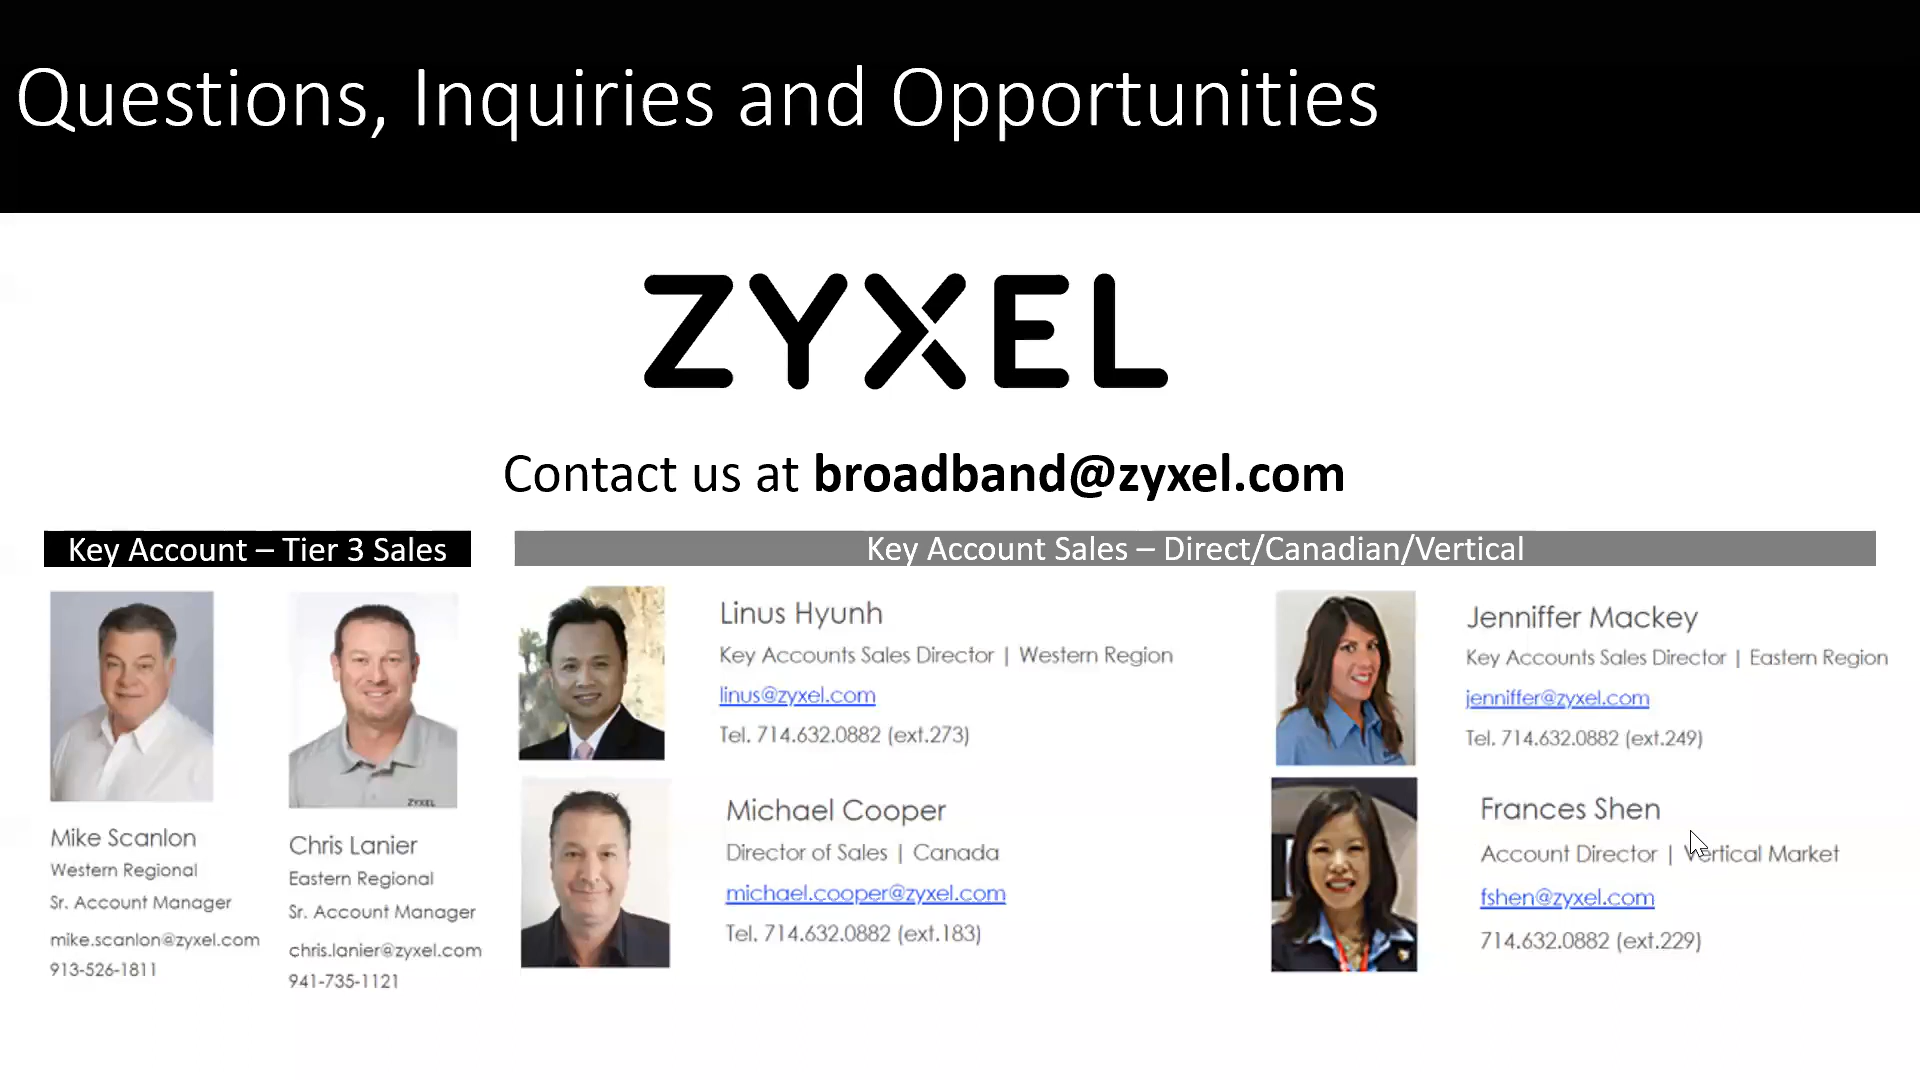 Questions, Inquiries and Opportunities
ZYXEL
Contact us at broadband@zyxel.com
Key Account – Tier 3 Sales
ZYXEL
Mike Scanlon
Western Regional
Sr. Account Manager
mike.scanlon@zyxel.com
913-526-1811
Chris Lanier
Eastern Regional
Sr. Account Manager
chris.lanier@zyxel.com
941-735-1121
Key Account Sales – Direct/Canadian/Vertical
Linus Hyunh
Key Accounts Sales Director | Western Region
linus@zyxel.com
Tel. 714.632.0882 (ext.273)
Jenniffer Mackey
Key Accounts Sales Director | Eastern Region
jenniffer@zyxel.com
Tel. 714.632.0882 (ext.249)
Michael Cooper
Director of Sales | Canada
michael.cooper@zyxel.com
Tel. 714.632.0882 (ext.183)
Frances Shen
Account Director | Vertical Market
fshen@zyxel.com
714.632.0882 (ext.229)